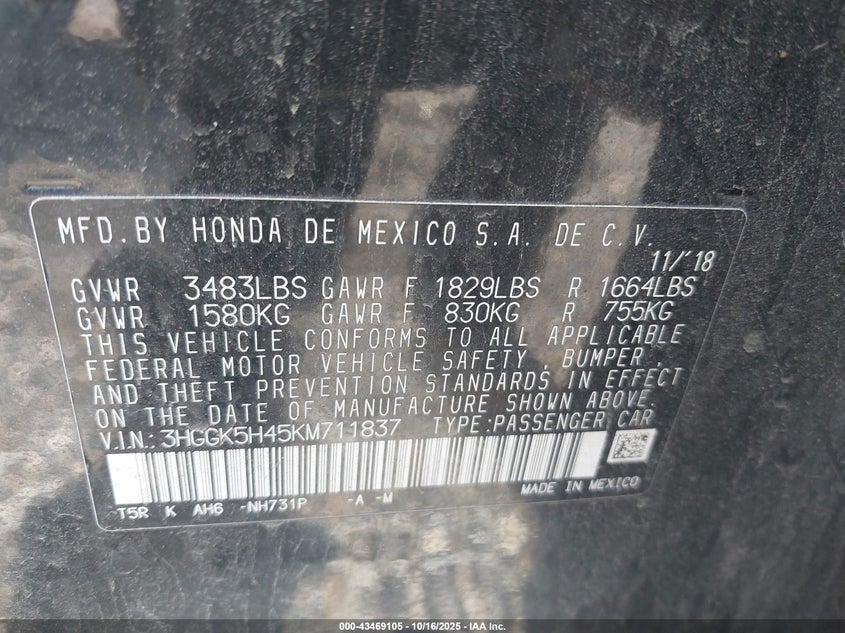 MFD. BY HONDA DE MEXICO S.A. DE C.V.
11/'18
GVWR 3483LBS GAWR F 1829LBS R 1664LBS
GVWR 1580KG GAWR F 830KG R 755KG
THIS VEHICLE CONFORMS TO ALL APPLICABLE
FEDERAL MOTOR VEHICLE SAFETY, BUMPER,
AND THEFT PREVENTION STANDARDS IN EFFECT
ON THE DATE OF MANUFACTURE SHOWN ABOVE.
V.I.N.: 3HGGK5H45KM711837 TYPE:PASSENGER CAR
T5R K AH6 -NH731P -A -M MADE IN MEXICO
000-43469105 - 10/16/2025 - IAA Inc.